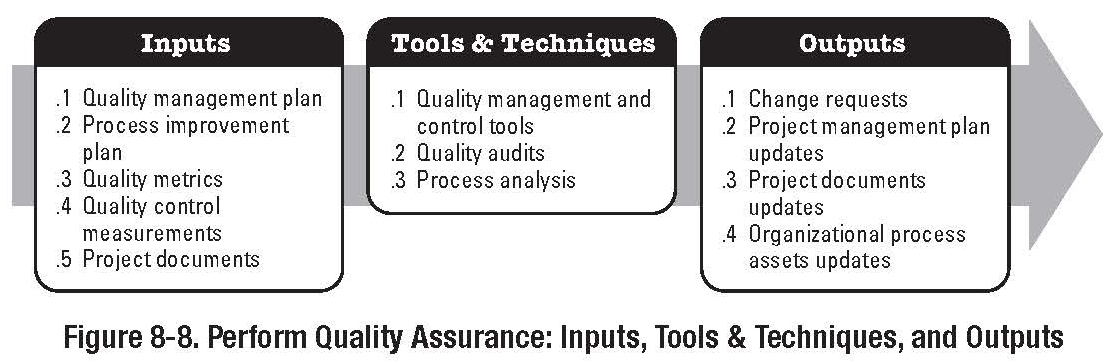 Inputs
.1 Quality management plan
.2 Process improvement
plan
.3 Quality metrics
.4 Quality control
measurements
.5 Project documents
Tools & Techniques
.1 Quality management and
control tools
.2 Quality audits
.3 Process analysis
Outputs
.1 Change requests
.2 Project management plan
updates
.3 Project documents
updates
.4 Organizational process
assets updates
Figure 8-8. Perform Quality Assurance: Inputs, Tools & Techniques, and Outputs